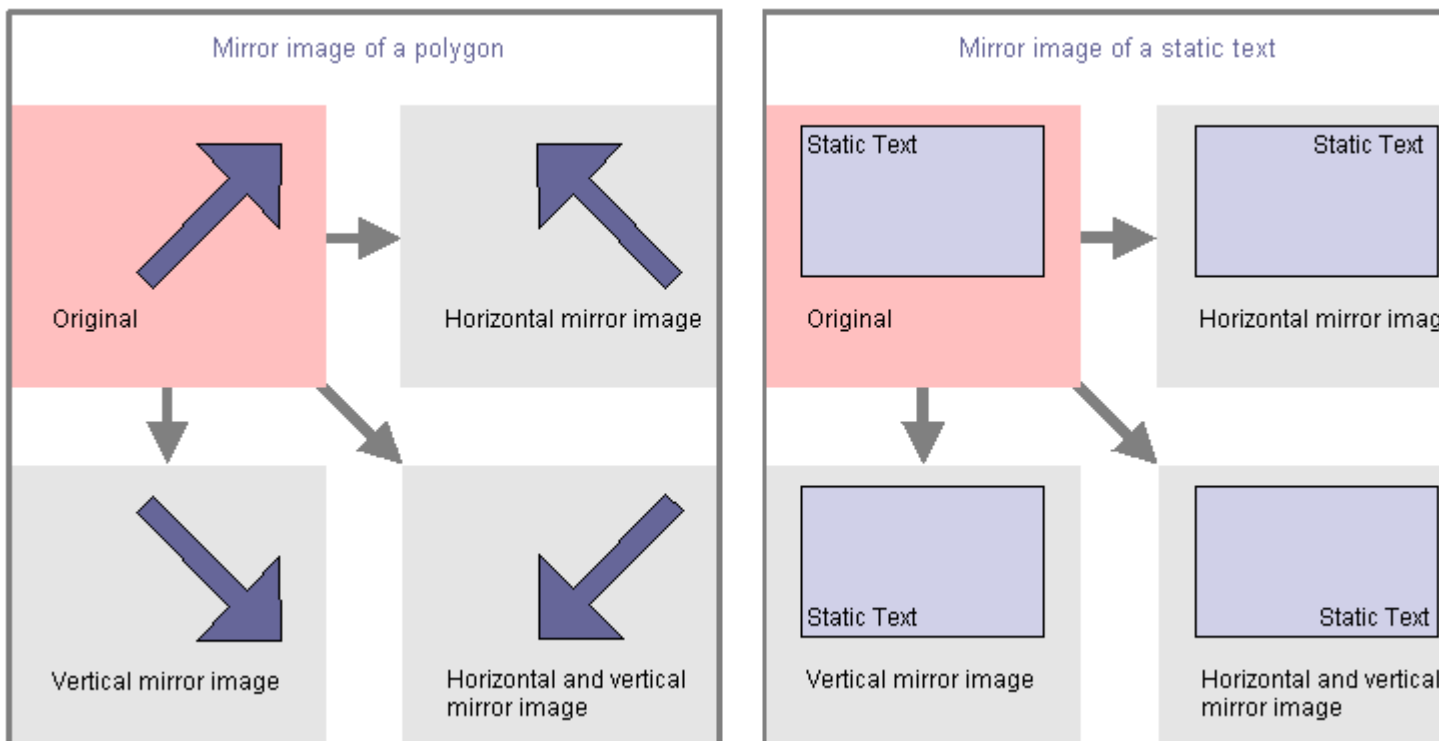 Mirror image of a polygon
Original
Horizontal mirror image
Vertical mirror image
Horizontal and vertical
mirror image
Mirror image of a static text
Static Text
Original
Static Text
Horizontal mirror imag
Static Text
Vertical mirror image
Static Text
Horizontal and vertical
mirror image